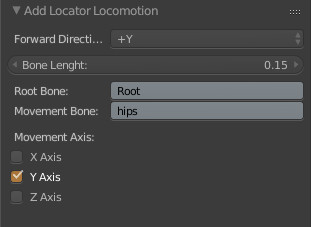 Add Locator Locomotion
Forward Directi... +Y
Bone Lenght: 0.15
Root Bone: Root
Movement Bone: hips
Movement Axis:
X Axis
Y Axis
Z Axis